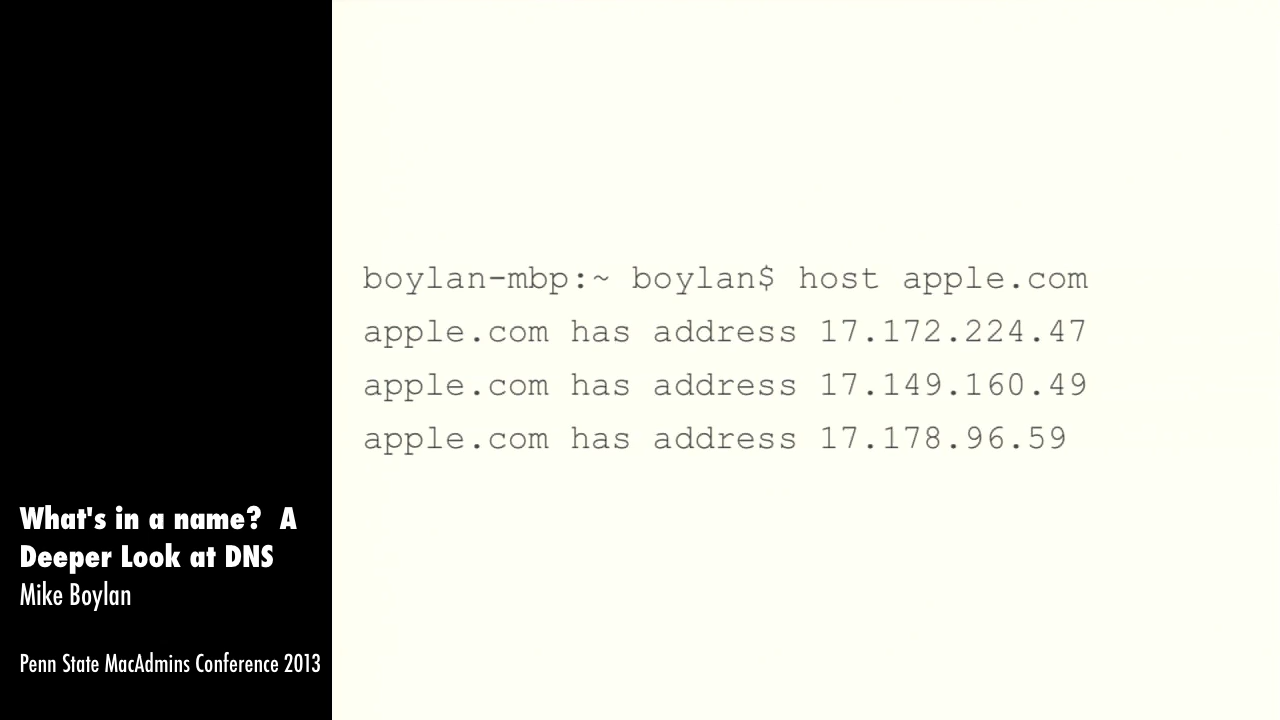 boylan-mbp:~ boylan$ host apple.com
apple.com has address 17.172.224.47
apple.com has address 17.149.160.49
apple.com has address 17.178.96.59
What's in a name?  A
Deeper Look at DNS
Mike Boylan
Penn State MacAdmins Conference 2013